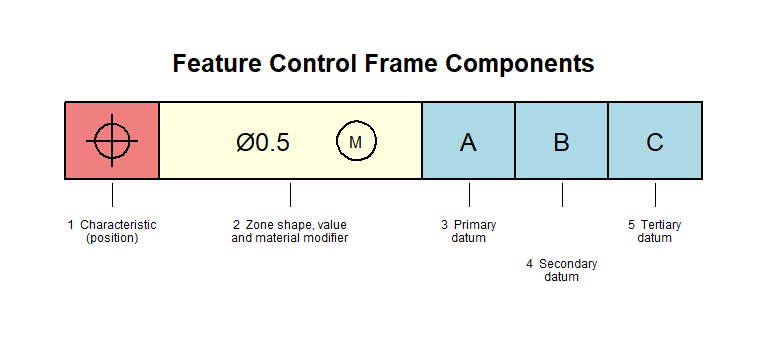 Feature Control Frame Components
Ø0.5 M A B C
1 Characteristic
(position)
2 Zone shape, value
and material modifier
3 Primary
datum
4 Secondary
datum
5 Tertiary
datum